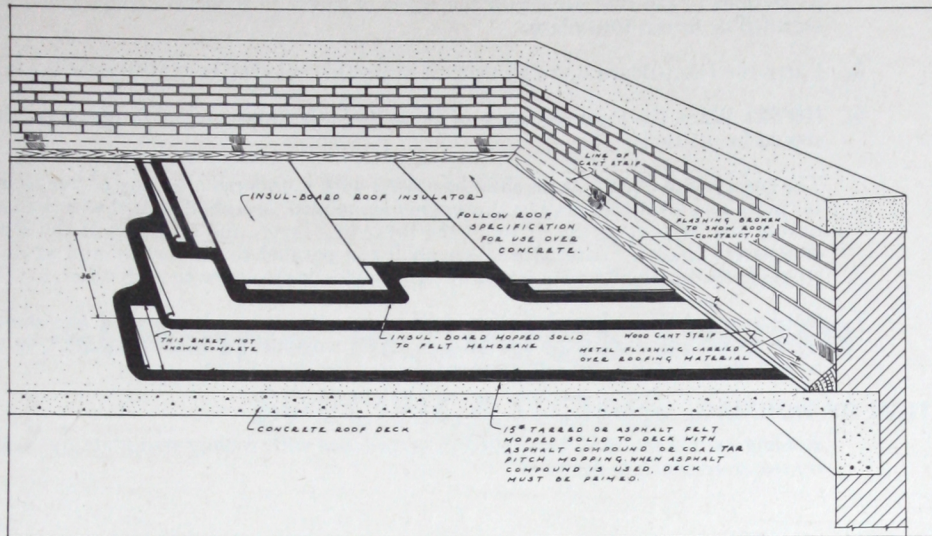 LINE OF
CANT STRIP
INSUL-BOARD ROOF INSULATOR
FOLLOW ROOF
SPECIFICATION
FOR USE OVER
CONCRETE.
FLASHING BROKEN
TO SHOW ROOF
CONSTRUCTION
36"
THIS SHEET NOT
SHOWN COMPLETE
INSUL-BOARD MOPPED SOLID
TO FELT MEMBRANE
WOOD CANT STRIP
METAL FLASHING CARRIED
OVER ROOFING MATERIAL
CONCRETE ROOF DECK
15# TARRED OR ASPHALT FELT
MOPPED SOLID TO DECK WITH
ASPHALT COMPOUND OR COAL TAR
PITCH MOPPING. WHEN ASPHALT
COMPOUND IS USED, DECK
MUST BE PRIMED.